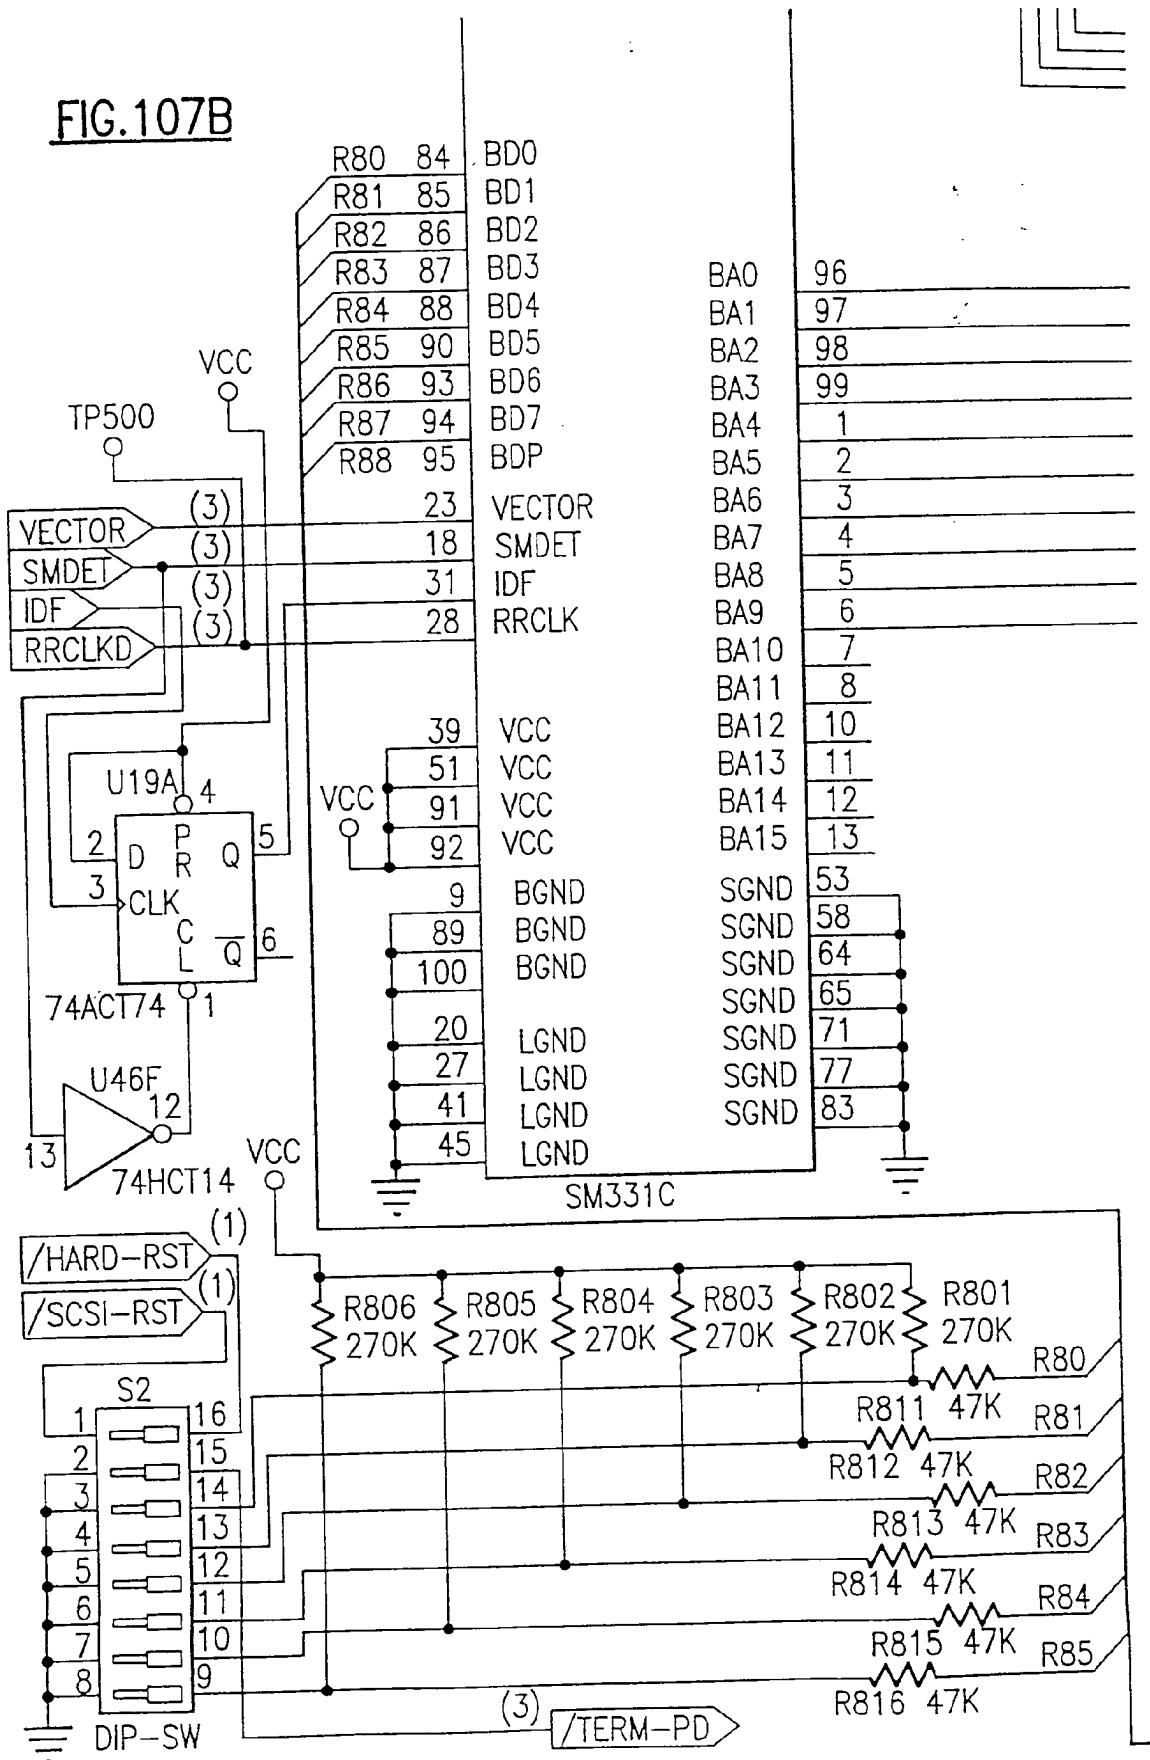 FIG.107B
R80 84 BD0
R81 85 BD1
R82 86 BD2
R83 87 BD3
R84 88 BD4
R85 90 BD5
R86 93 BD6
R87 94 BD7
R88 95 BDP
BA0 96
BA1 97
BA2 98
BA3 99
BA4 1
BA5 2
BA6 3
BA7 4
BA8 5
BA9 6
BA10 7
BA11 8
BA12 10
BA13 11
BA14 12
BA15 13
VCC
TP500
VECTOR (3) 23 VECTOR
SMDET (3) 18 SMDET
IDF (3) 31 IDF
RRCLKD (3) 28 RRCLK
39 VCC
51 VCC
91 VCC
92 VCC
VCC
9 BGND
89 BGND
100 BGND
20 LGND
27 LGND
41 LGND
45 LGND
SGND 53
SGND 58
SGND 64
SGND 65
SGND 71
SGND 77
SGND 83
SM331C
U19A 4
2 D PR Q 5
3 CLK
CL Q 6
74ACT74 1
U46F
12
13
74HCT14
VCC
/HARD-RST (1)
/SCSI-RST (1)
R806 270K
R805 270K
R804 270K
R803 270K
R802 270K
R801 270K
R80
R811 47K R81
R812 47K R82
R813 47K R83
R814 47K R84
R815 47K R85
R816 47K
S2
1 16
2 15
3 14
4 13
5 12
6 11
7 10
8 9
DIP-SW
(3) /TERM-PD